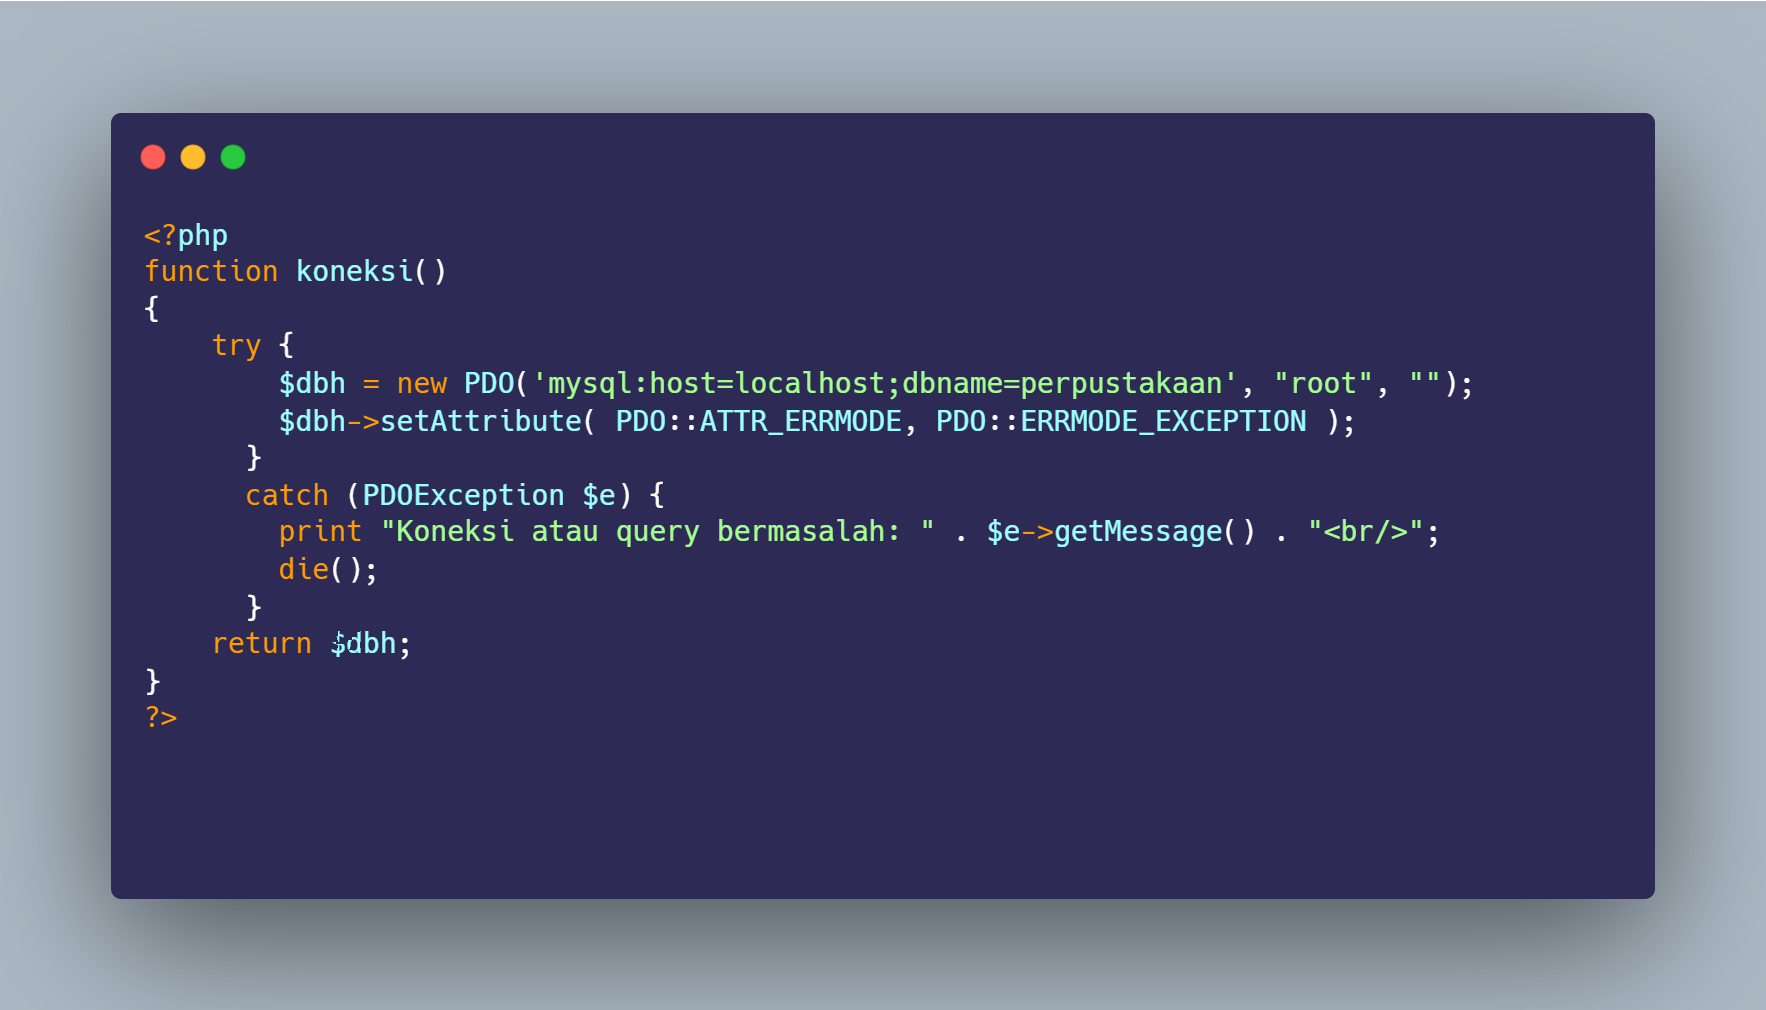 <?php
function koneksi()
{
    try {
        $dbh = new PDO('mysql:host=localhost;dbname=perpustakaan', "root", "");
        $dbh->setAttribute( PDO::ATTR_ERRMODE, PDO::ERRMODE_EXCEPTION );
      }
      catch (PDOException $e) {
        print "Koneksi atau query bermasalah: " . $e->getMessage() . "<br/>";
        die();
      }
    return $dbh;
}
?>